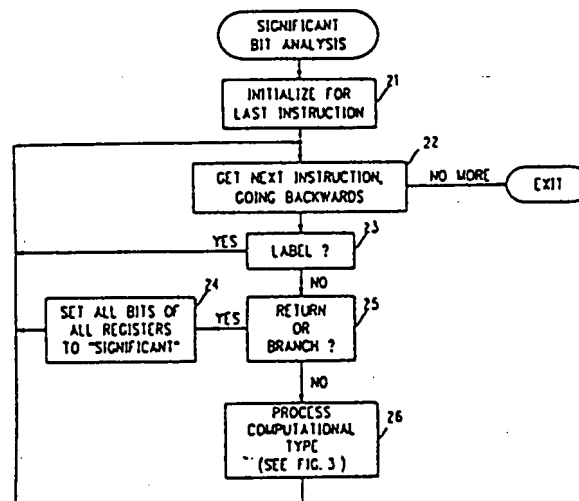 SIGNIFICANT
BIT ANALYSIS
21
INITIALIZE FOR
LAST INSTRUCTION
22
GET NEXT INSTRUCTION,
GOING BACKWARDS
NO MORE
EXIT
23
YES
LABEL ?
NO
24
25
SET ALL BITS OF
ALL REGISTERS
TO "SIGNIFICANT"
YES
RETURN
OR
BRANCH ?
NO
26
PROCESS
COMPUTATIONAL
TYPE
(SEE FIG. 3)